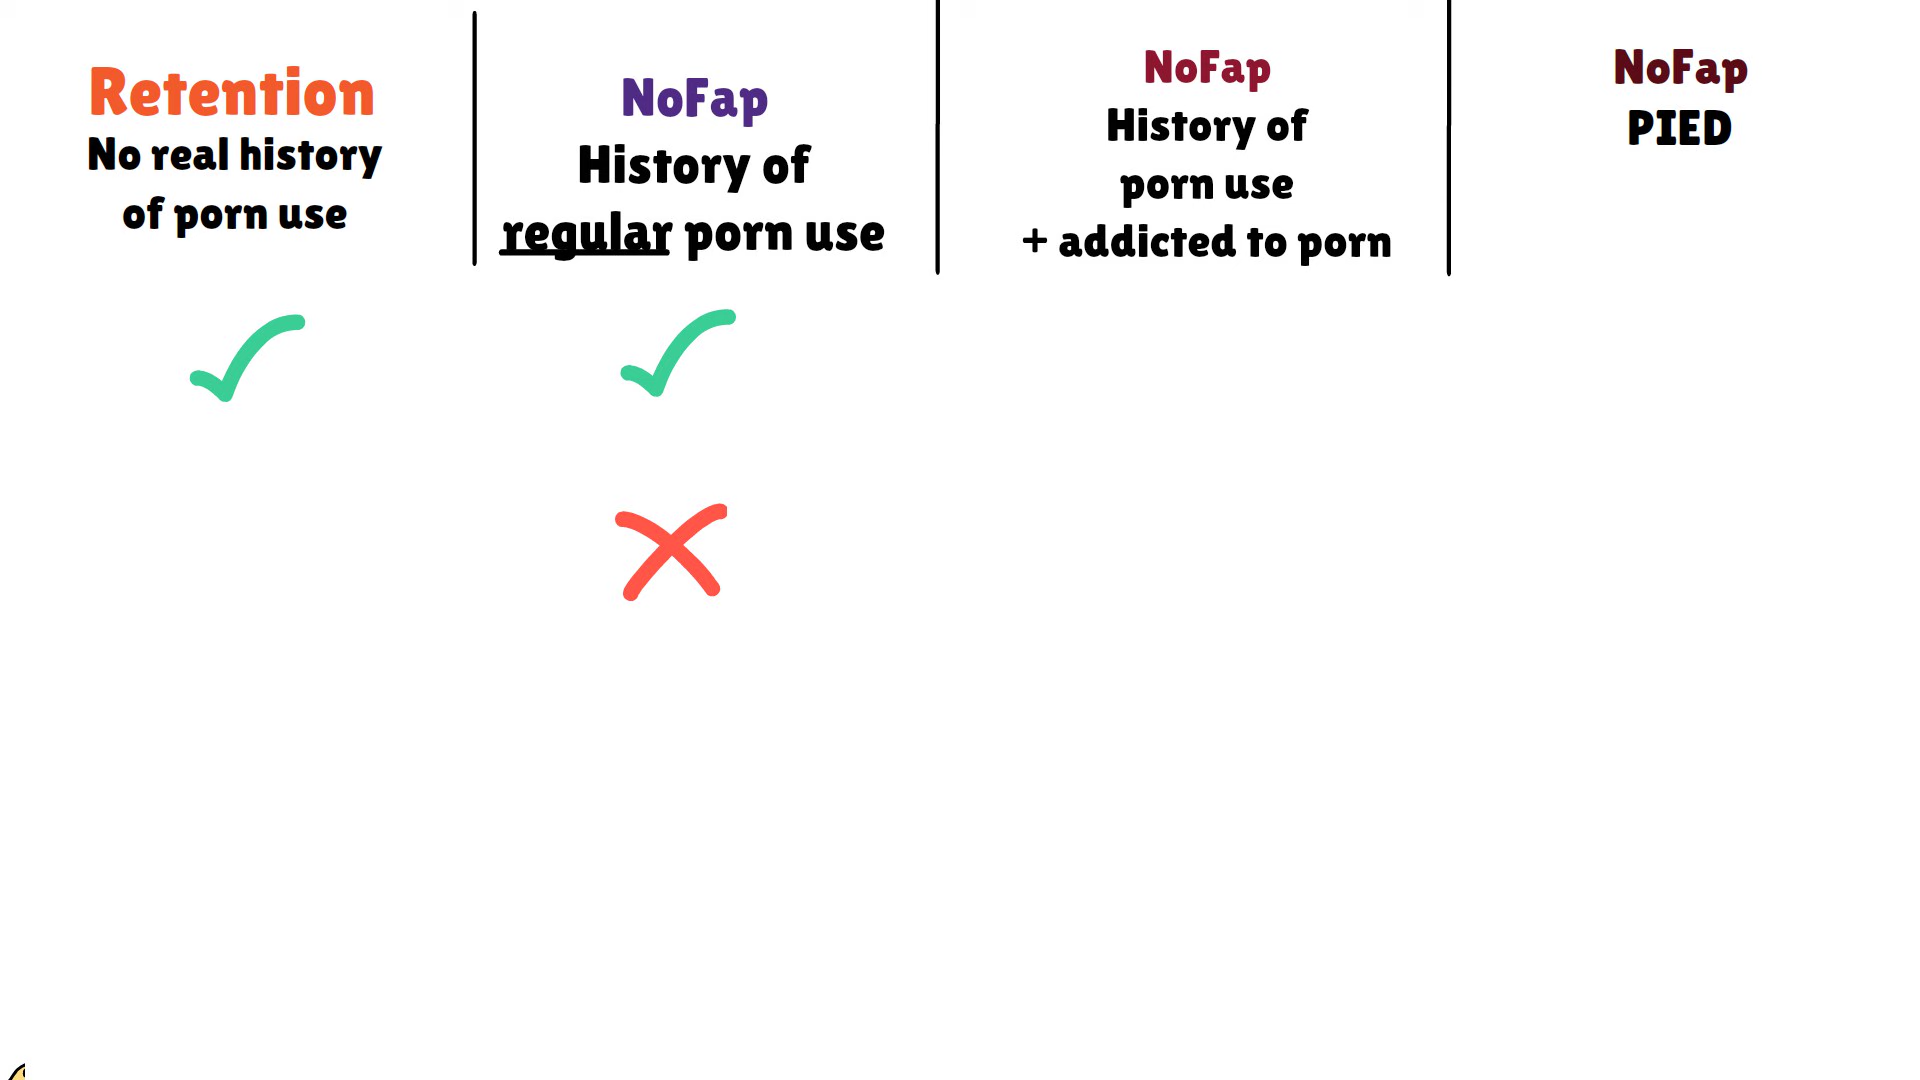 Retention
No real history
of porn use
NoFap
History of
regular porn use
NoFap
History of
porn use
+ addicted to porn
NoFap
PIED